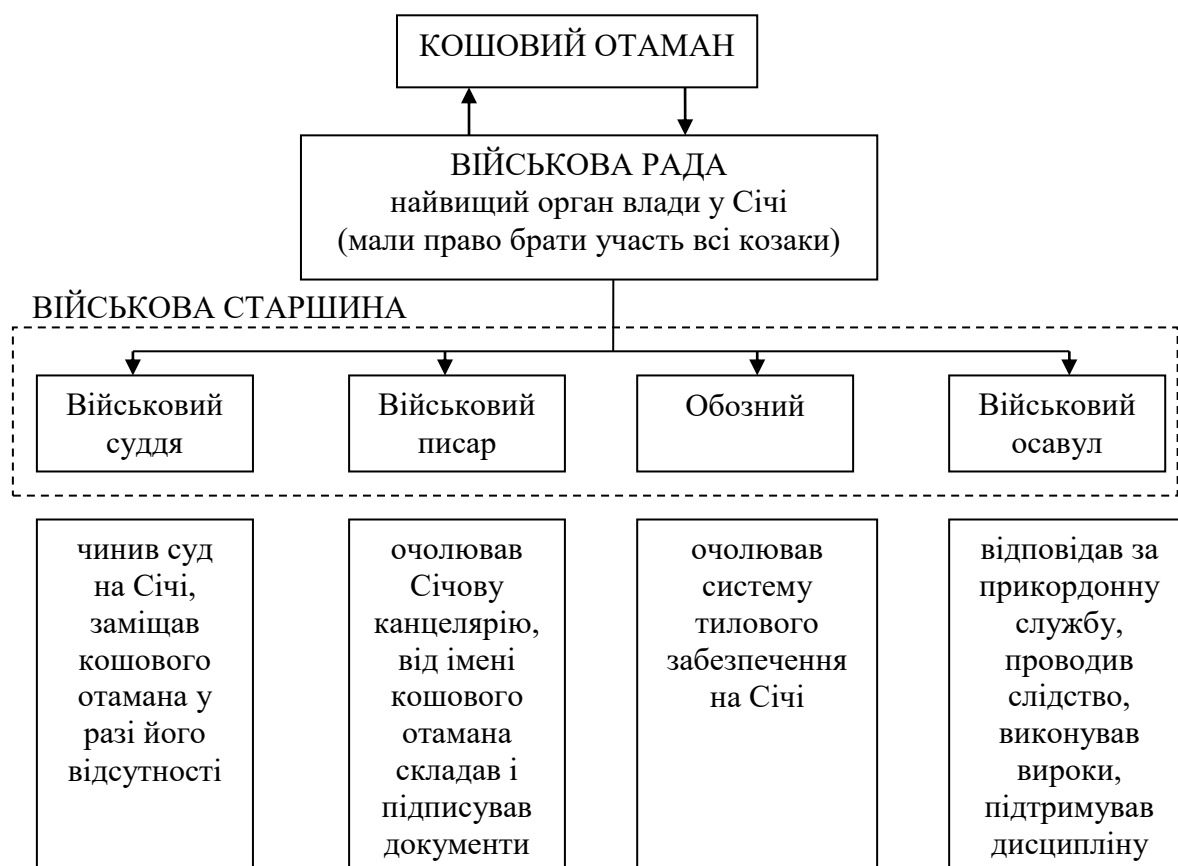 КОШОВИЙ ОТАМАН
ВІЙСЬКОВА РАДА
найвищий орган влади у Січі
(мали право брати участь всі козаки)
ВІЙСЬКОВА СТАРШИНА
Військовий
суддя
Військовий
писар
Обозний
Військовий
осавул
чинив суд
на Січі,
заміщав
кошового
отамана у
разі його
відсутності
очолював
Січову
канцелярію,
від імені
кошового
отамана
складав і
підписував
документи
очолював
систему
тилового
забезпечення
на Січі
відповідав за
прикордонну
службу,
проводив
слідство,
виконував
вироки,
підтримував
дисципліну